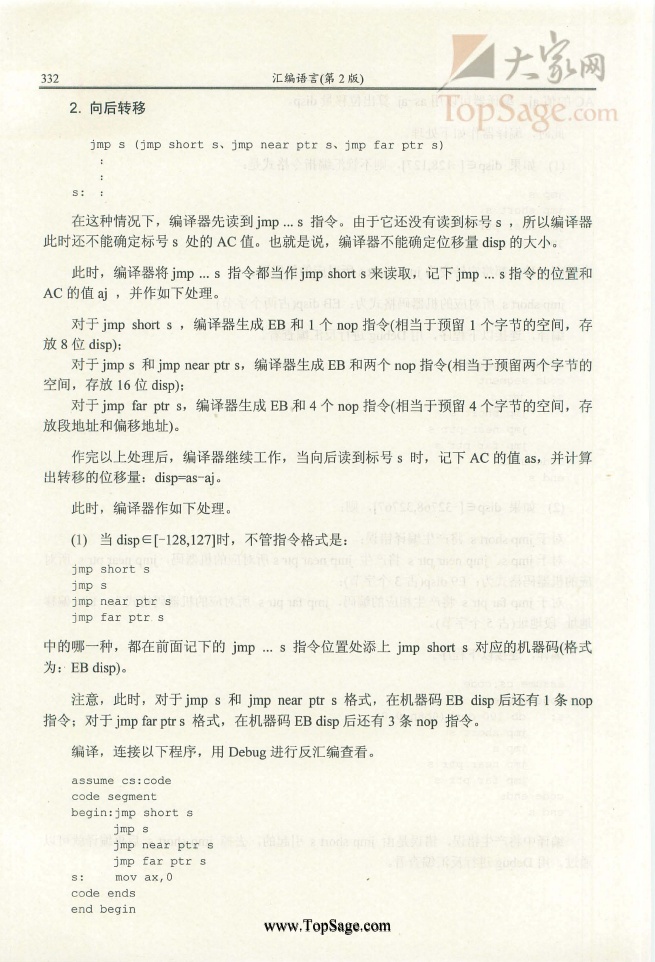 大家网
TopSage.com
332
汇编语言(第 2 版)
2. 向后转移
jmp s (jmp short s、jmp near ptr s、jmp far ptr s)
:
:
s: :
在这种情况下，编译器先读到 jmp ... s 指令。由于它还没有读到标号 s ，所以编译器
此时还不能确定标号 s 处的 AC 值。也就是说，编译器不能确定位移量 disp 的大小。
此时，编译器将 jmp ... s 指令都当作 jmp short s 来读取，记下 jmp ... s 指令的位置和
AC 的值 aj ，并作如下处理。
对于 jmp short s ，编译器生成 EB 和 1 个 nop 指令(相当于预留 1 个字节的空间，存
放 8 位 disp)；
对于 jmp s 和 jmp near ptr s，编译器生成 EB 和两个 nop 指令(相当于预留两个字节的
空间，存放 16 位 disp)；
对于 jmp far ptr s，编译器生成 EB 和 4 个 nop 指令(相当于预留 4 个字节的空间，存
放段地址和偏移地址)。
作完以上处理后，编译器继续工作，当向后读到标号 s 时，记下 AC 的值 as，并计算
出转移的位移量：disp=as-aj。
此时，编译器作如下处理。
(1) 当 disp∈[-128,127]时，不管指令格式是：
jmp short s
jmp s
jmp near ptr s
jmp far ptr s
中的哪一种，都在前面记下的 jmp ... s 指令位置处添上 jmp short s 对应的机器码(格式
为：EB disp)。
注意，此时，对于 jmp s 和 jmp near ptr s 格式，在机器码 EB disp 后还有 1 条 nop
指令；对于 jmp far ptr s 格式，在机器码 EB disp 后还有 3 条 nop 指令。
编译，连接以下程序，用 Debug 进行反汇编查看。
assume cs:code
code segment
begin:jmp short s
jmp s
jmp near ptr s
jmp far ptr s
s: mov ax,0
code ends
end begin
www.TopSage.com